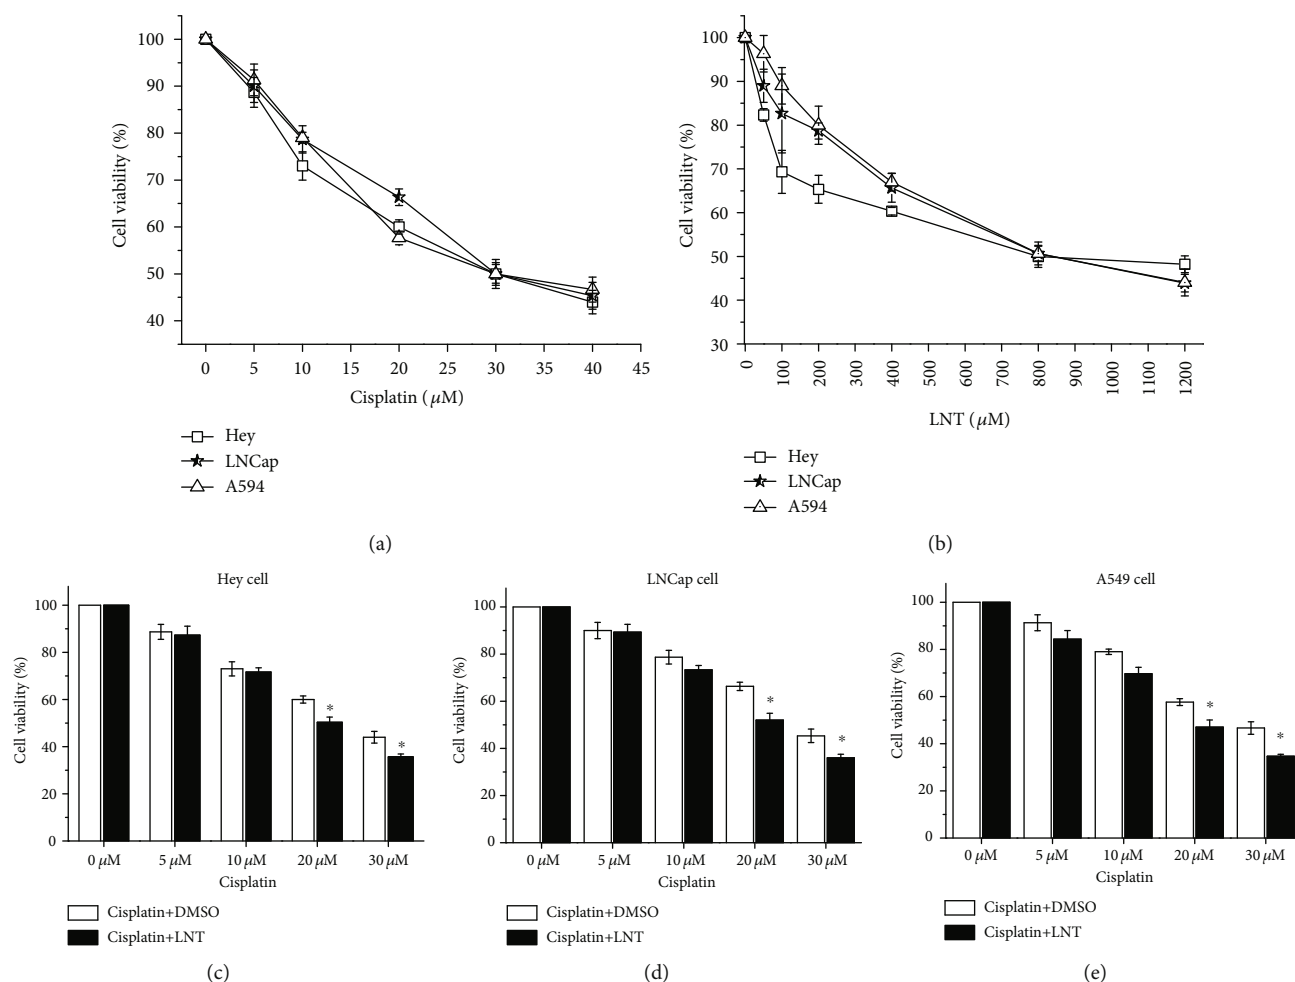 100
90
80
70
60
50
40
Cell viability (%)
0 5 10 15 20 25 30 35 40 45
Cisplatin (μM)
Hey
LNCap
A594
(a)
100
90
80
70
60
50
40
30
Cell viability (%)
0 100 200 300 400 500 600 700 800 900 1000 1100 1200
LNT (μM)
Hey
LNCap
A594
(b)
Hey cell
100
80
60
40
20
0
Cell viability (%)
* *
0 μM 5 μM 10 μM 20 μM 30 μM
Cisplatin
Cisplatin+DMSO
Cisplatin+LNT
(c)
LNCap cell
100
80
60
40
20
0
Cell viability (%)
* *
0 μM 5 μM 10 μM 20 μM 30 μM
Cisplatin
Cisplatin+DMSO
Cisplatin+LNT
(d)
A549 cell
100
80
60
40
20
0
Cell viability (%)
* *
0 μM 5 μM 10 μM 20 μM 30 μM
Cisplatin
Cisplatin+DMSO
Cisplatin+LNT
(e)